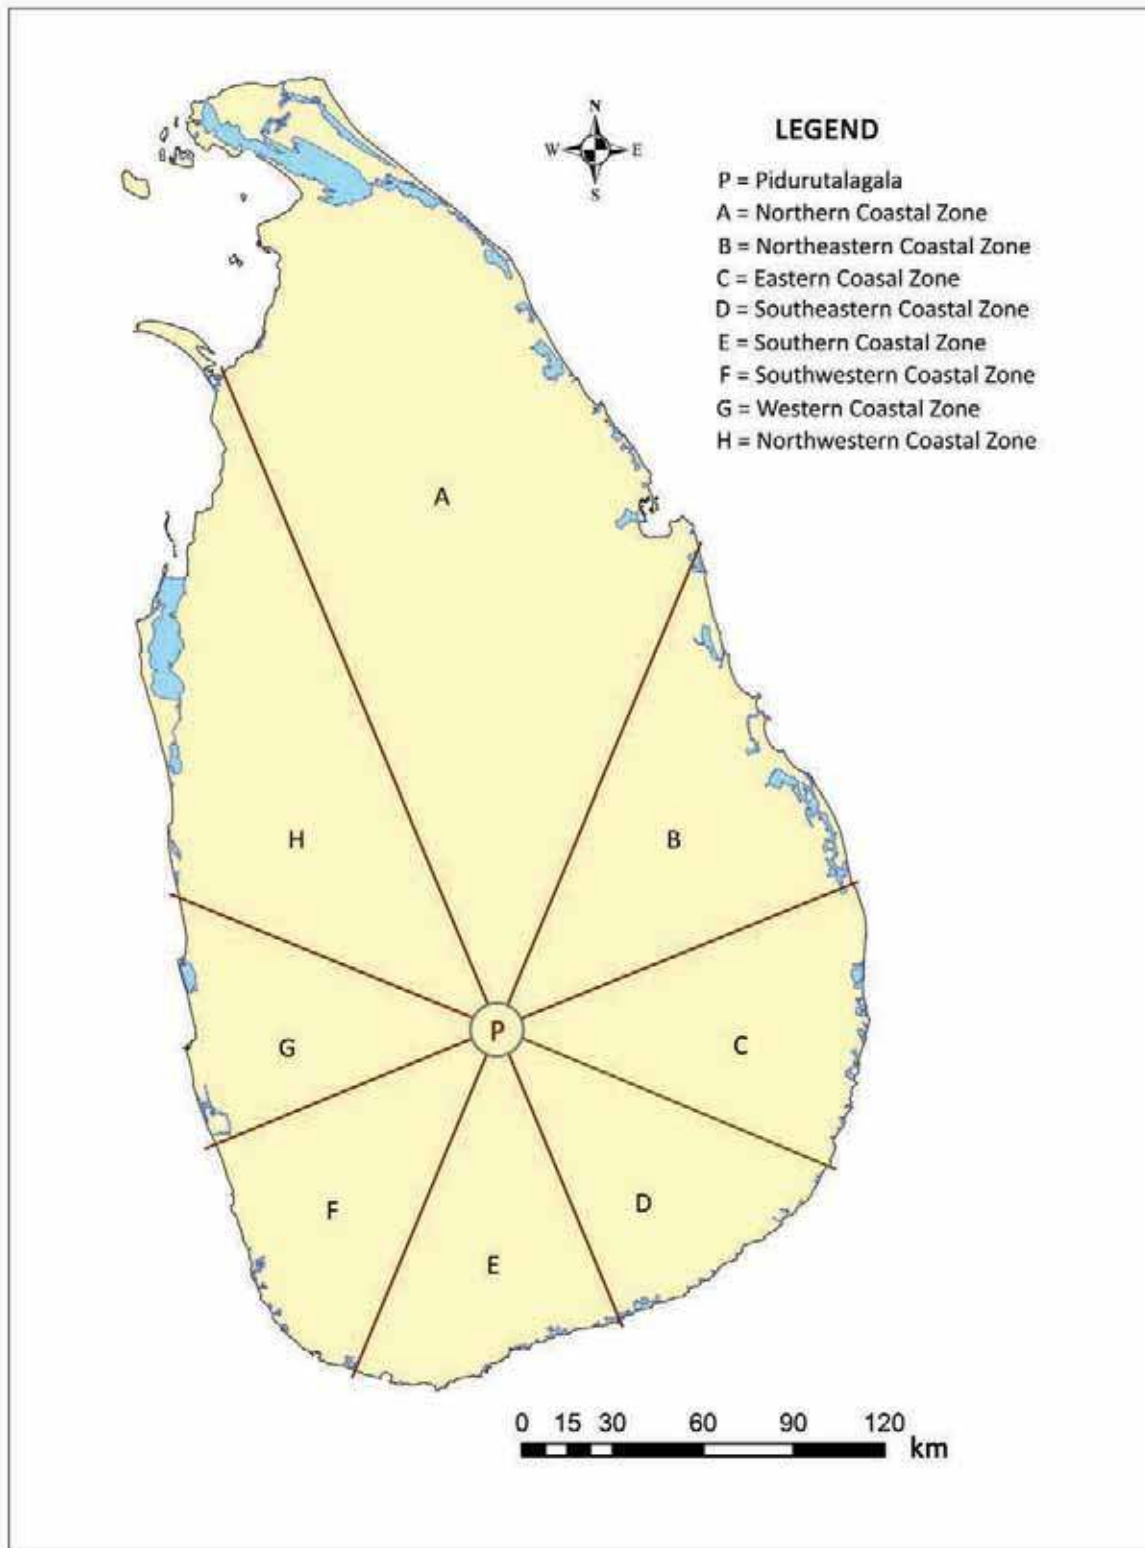 N
W E
S
LEGEND
P = Pidurutalagala
A = Northern Coastal Zone
B = Northeastern Coastal Zone
C = Eastern Coasal Zone
D = Southeastern Coastal Zone
E = Southern Coastal Zone
F = Southwestern Coastal Zone
G = Western Coastal Zone
H = Northwestern Coastal Zone
A
H
B
P
G
C
F
D
E
0 15 30 60 90 120
km